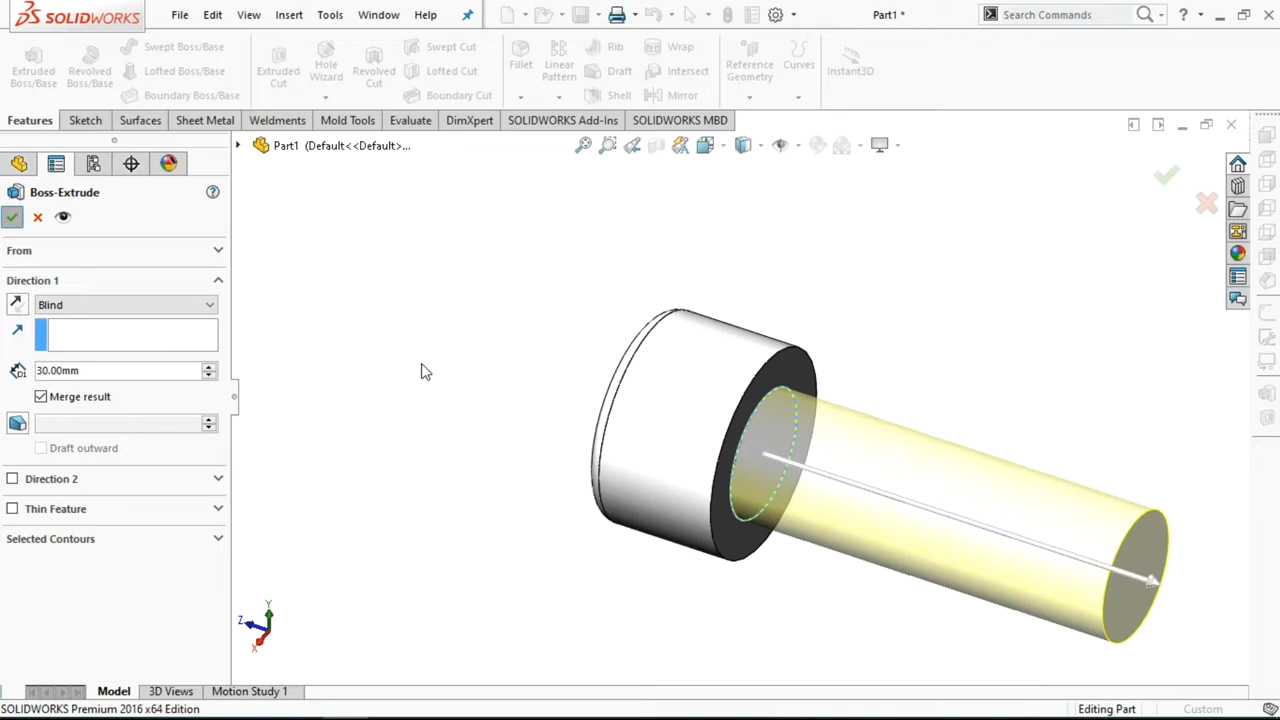 SOLIDWORKS File Edit View Insert Tools Window Help Part1 * Search Commands ?
Extruded Boss/Base
Revolved Boss/Base
Swept Boss/Base
Lofted Boss/Base
Boundary Boss/Base
Extruded Cut
Hole Wizard
Revolved Cut
Swept Cut
Lofted Cut
Boundary Cut
Fillet
Linear Pattern
Rib
Draft
Shell
Wrap
Intersect
Mirror
Reference Geometry
Curves
Instant3D
Features Sketch Surfaces Sheet Metal Weldments Mold Tools Evaluate DimXpert SOLIDWORKS Add-Ins SOLIDWORKS MBD
Part1 (Default<<Default>...
Boss-Extrude
From
Direction 1
Blind
D1 30.00mm
Merge result
Draft outward
Direction 2
Thin Feature
Selected Contours
Y
Z
X
Model 3D Views Motion Study 1
SOLIDWORKS Premium 2016 x64 Edition Editing Part Custom